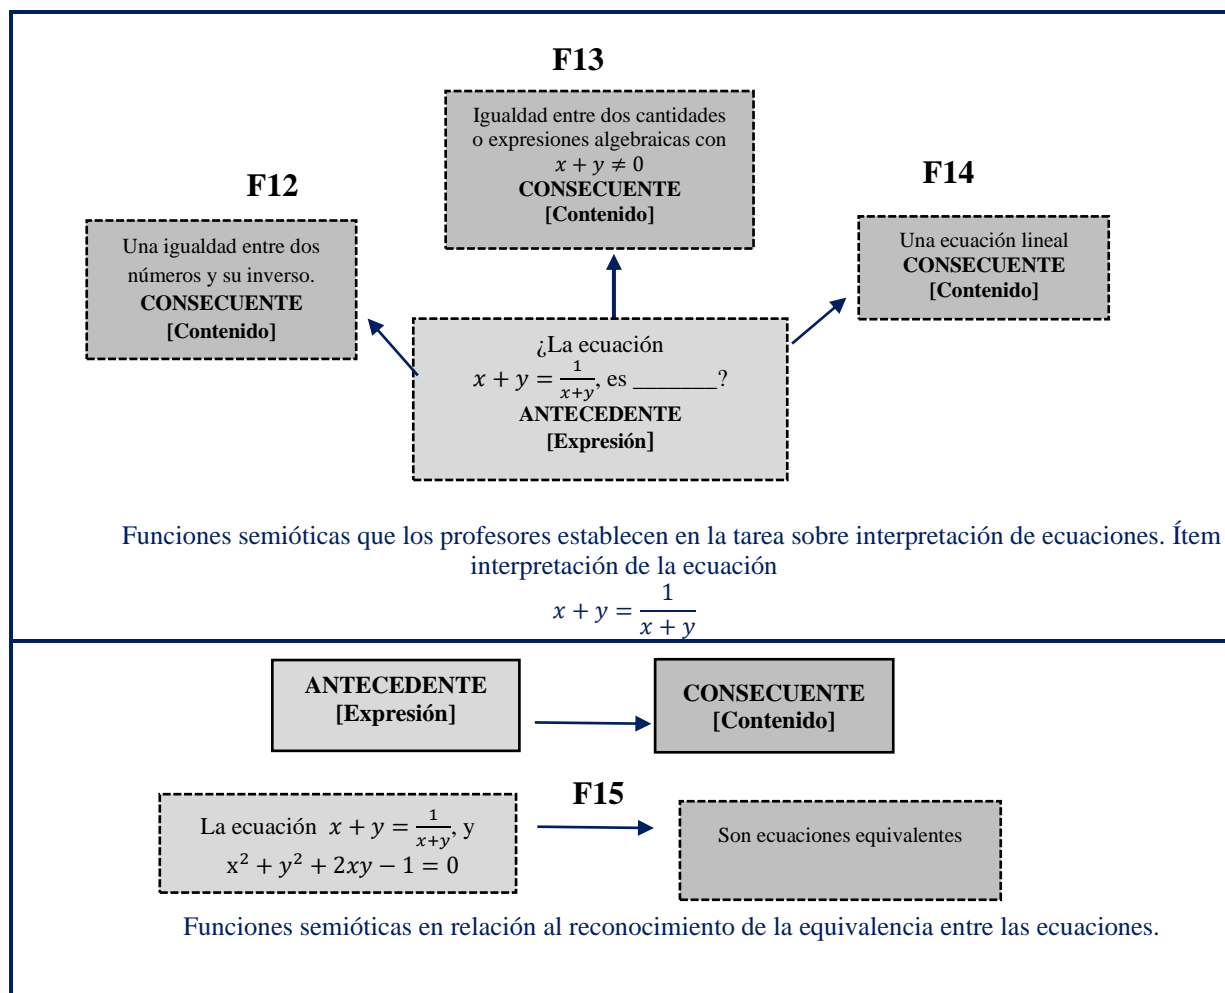 F13
Igualdad entre dos cantidades
o expresiones algebraicas con
x + y ≠ 0
CONSECUENTE
[Contenido]
F12
Una igualdad entre dos
números y su inverso.
CONSECUENTE
[Contenido]
F14
Una ecuación lineal
CONSECUENTE
[Contenido]
¿La ecuación
x + y = 1/(x+y), es _______?
ANTECEDENTE
[Expresión]
Funciones semióticas que los profesores establecen en la tarea sobre interpretación de ecuaciones. Ítem
interpretación de la ecuación
x + y = 1/(x + y)
ANTECEDENTE
[Expresión]
CONSECUENTE
[Contenido]
F15
La ecuación x + y = 1/(x+y), y
x² + y² + 2xy − 1 = 0
Son ecuaciones equivalentes
Funciones semióticas en relación al reconocimiento de la equivalencia entre las ecuaciones.